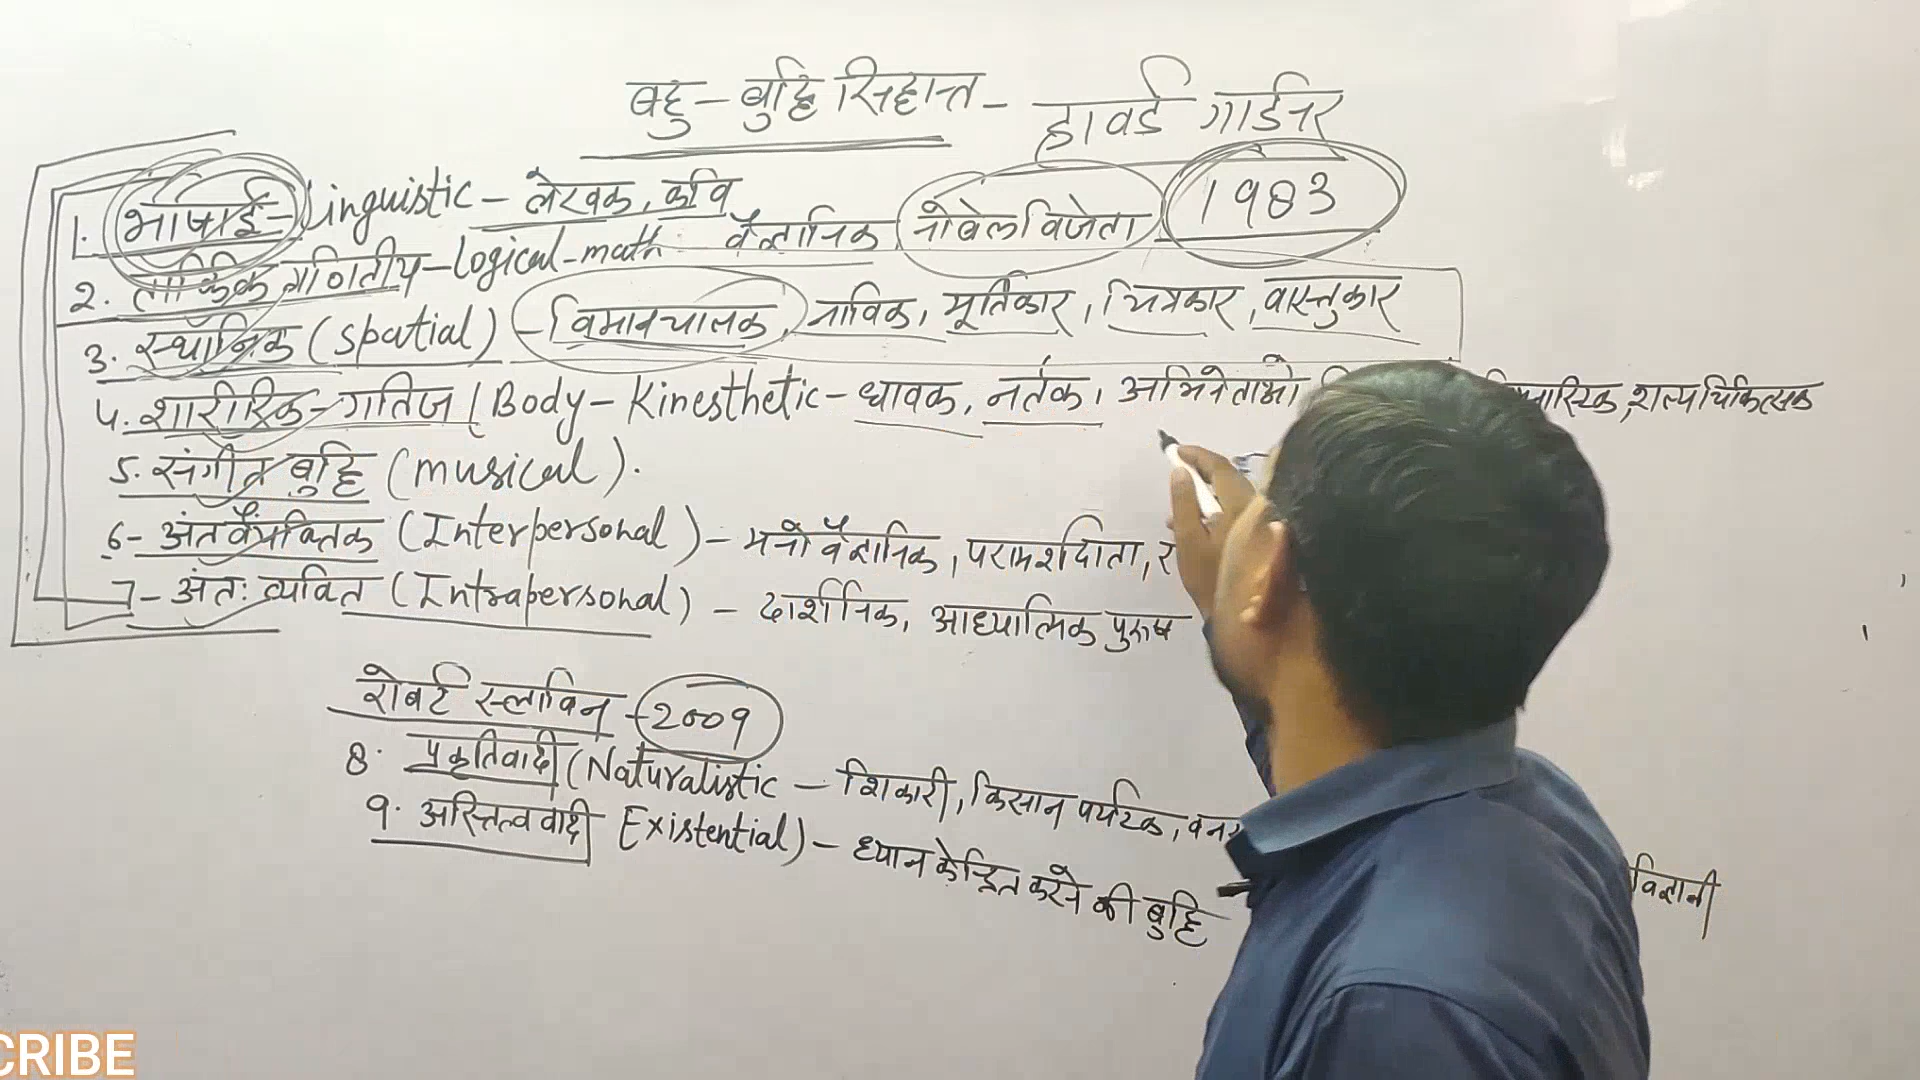 बहु - बुद्धि सिद्धान्त - हावर्ड गार्डनर
1983
1. भाषाई - Linguistic - लेखक, कवि
2. तार्किक गणितीय - Logical-math वैज्ञानिक, नोबेल विजेता
3. स्थानिक (Spatial) - विमानचालक, नाविक, मूर्तिकार, चित्रकार, वास्तुकार
4. शारीरिक - गतिज (Body - Kinesthetic - धावक, नर्तक, अभिनेताओ शल्य चिकित्सक
5. संगीत बुद्धि (musical).
6- अंतर्वैयक्तिक (Interpersonal) - मनोवैज्ञानिक, परामर्शदाता,
7- अंतः व्यक्ति (Intrapersonal) - दार्शनिक, आध्यात्मिक पुरुष
रोबर्ट स्लाविन - 2009
8. प्रकृतिवादी (Naturalistic - शिकारी, किसान पर्यटक,
9. अस्तित्ववादी Existential) - ध्यान केन्द्रित करने की बुद्धि
CRIBE